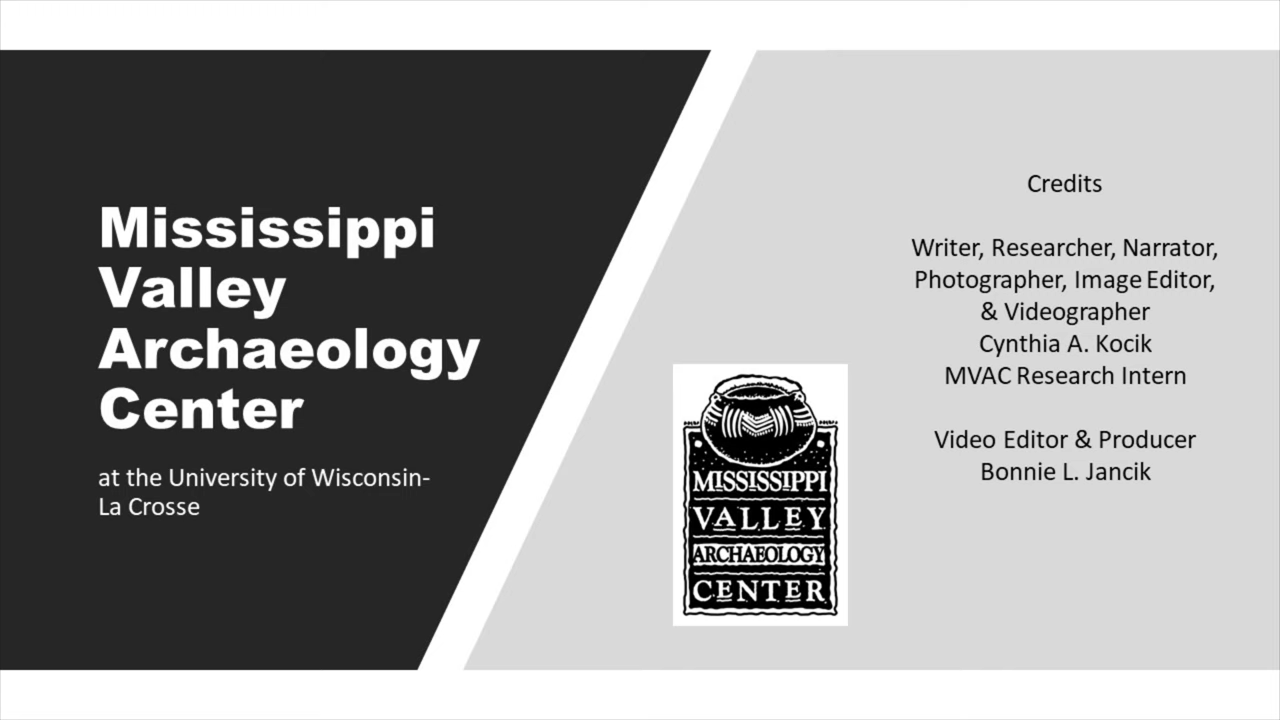 Mississippi
Valley
Archaeology
Center
at the University of Wisconsin-
La Crosse
MISSISSIPPI
VALLEY
ARCHAEOLOGY
CENTER
Credits
Writer, Researcher, Narrator,
Photographer, Image Editor,
& Videographer
Cynthia A. Kocik
MVAC Research Intern
Video Editor & Producer
Bonnie L. Jancik